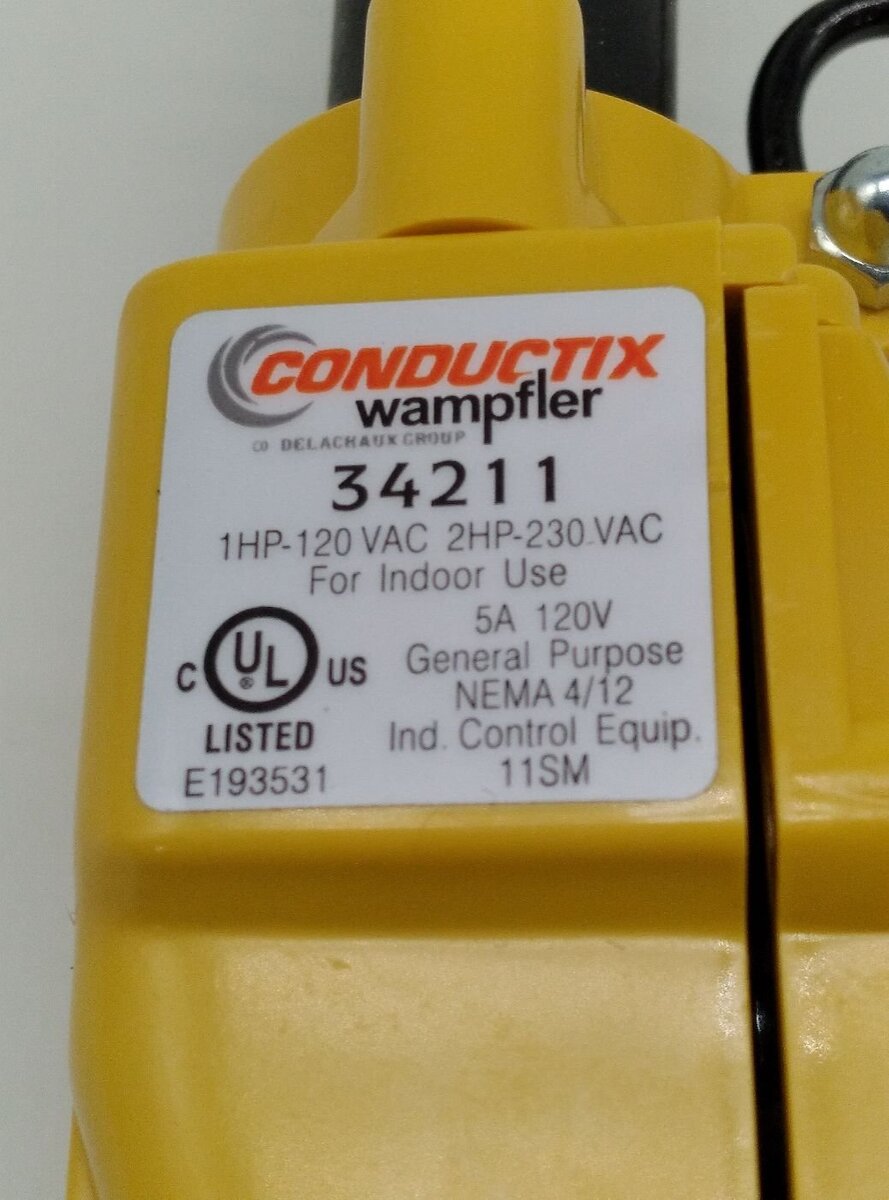 CONDUCTIX
wampfler
DELACHAUX GROUP
34211
1HP-120 VAC 2HP-230 VAC
For Indoor Use
5A 120V
General Purpose
NEMA 4/12
Ind. Control Equip.
11SM
C UL ® US
LISTED
E193531